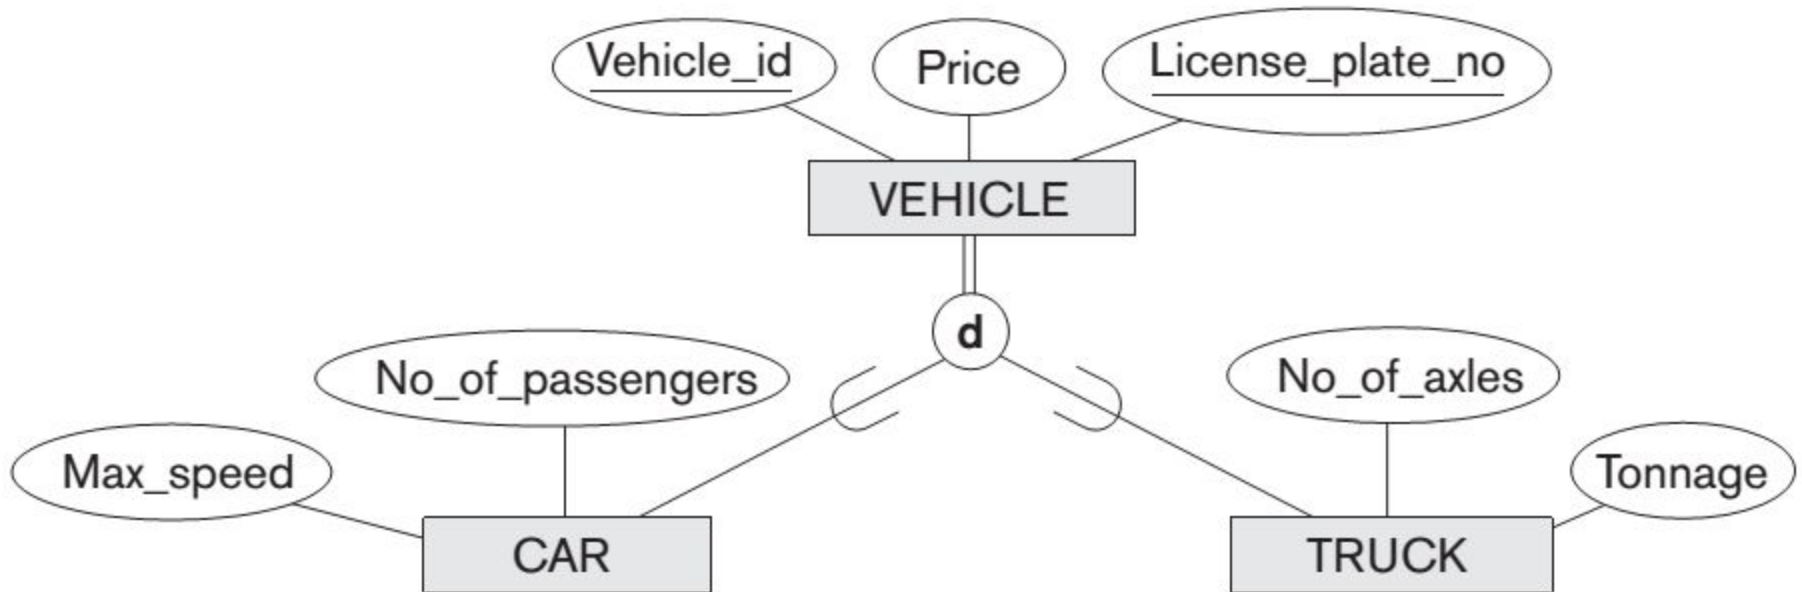 Vehicle_id
Price
License_plate_no
VEHICLE
d
No_of_passengers
No_of_axles
Max_speed
Tonnage
CAR
TRUCK